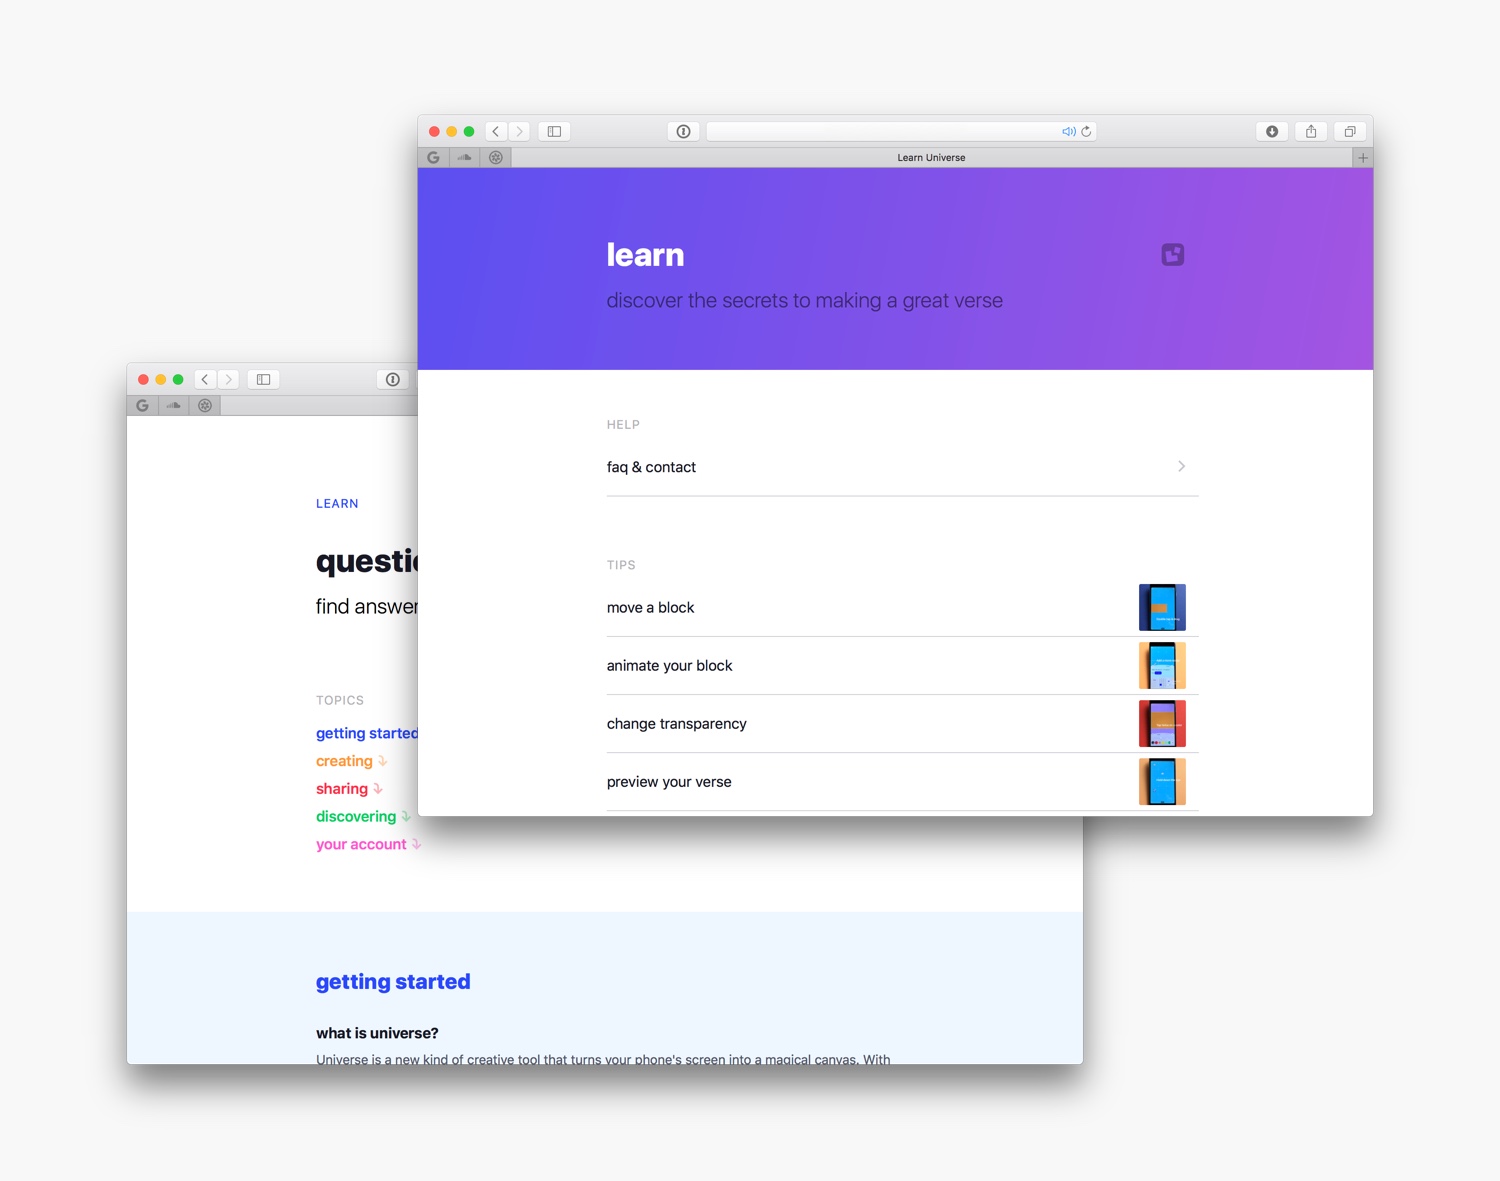 Learn Universe
learn
discover the secrets to making a great verse
HELP
faq & contact
TIPS
move a block
animate your block
change transparency
preview your verse
LEARN
find answer
TOPICS
getting started
creating
sharing
discovering
your account
getting started
what is universe?
Universe is a new kind of creative tool that turns your phone's screen into a magical canvas. With